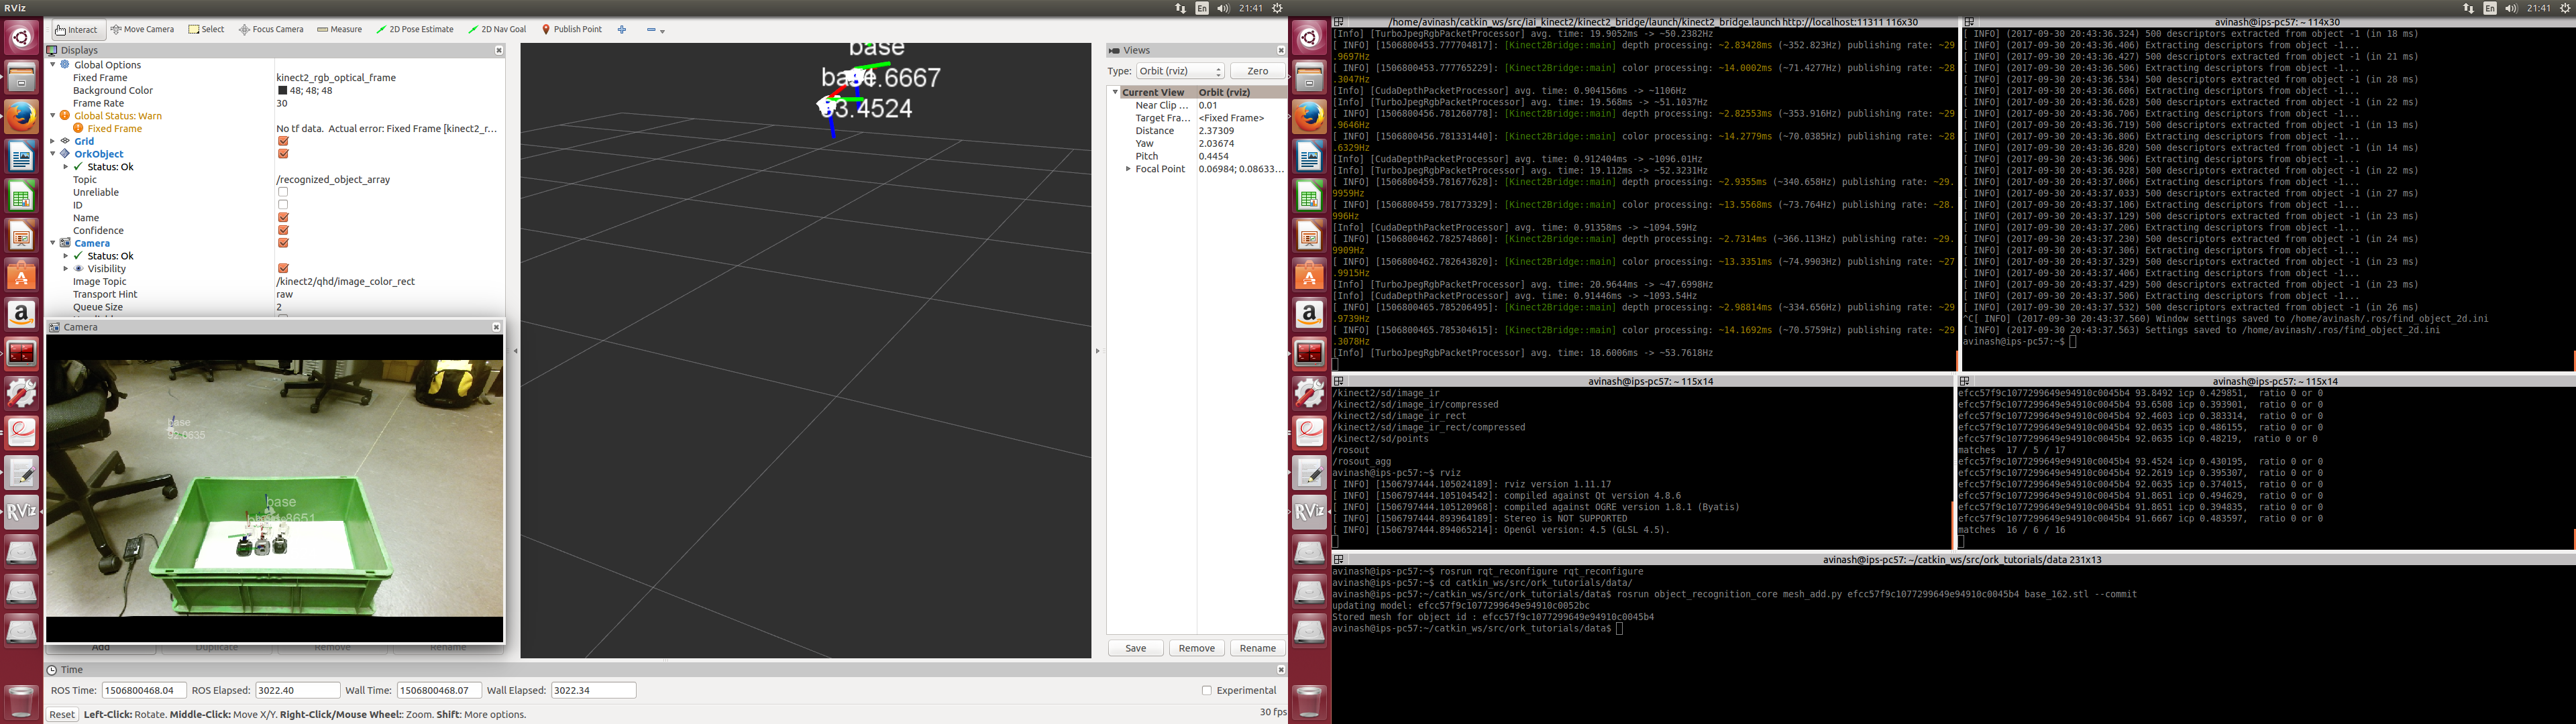 RViz
En
21:41
Interact
Move Camera
Select
Focus Camera
Measure
2D Pose Estimate
2D Nav Goal
Publish Point
Displays
Global Options
Fixed Frame kinect2_rgb_optical_frame
Background Color 48; 48; 48
Frame Rate 30
Global Status: Warn
Fixed Frame No tf data. Actual error: Fixed Frame [kinect2_r...
Grid
OrkObject
Status: Ok
Topic /recognized_object_array
Unreliable
ID
Name
Confidence
Camera
Status: Ok
Visibility
Image Topic /kinect2/qhd/image_color_rect
Transport Hint raw
Queue Size 2
Camera
base
92.0635
base
8651
Add Duplicate Remove Rename
base
base.6667
93.4524
Views
Type: Orbit (rviz) Zero
Current View Orbit (rviz)
Near Clip ... 0.01
Target Fra... <Fixed Frame>
Distance 2.37309
Yaw 2.03674
Pitch 0.4454
Focal Point 0.06984; 0.08633...
Save Remove Rename
Time
ROS Time: 1506800468.04 ROS Elapsed: 3022.40 Wall Time: 1506800468.07 Wall Elapsed: 3022.34 Experimental
Reset Left-Click: Rotate. Middle-Click: Move X/Y. Right-Click/Mouse Wheel:: Zoom. Shift: More options. 30 fps
En
21:41
/home/avinash/catkin_ws/src/iai_kinect2/kinect2_bridge/launch/kinect2_bridge.launch http://localhost:11311 116x30
[Info] [TurboJpegRgbPacketProcessor] avg. time: 19.9052ms -> ~50.2382Hz
[ INFO] [1506800453.777704817]: [Kinect2Bridge::main] depth processing: ~2.83428ms (~352.823Hz) publishing rate: ~29
.9697Hz
[ INFO] [1506800453.777765229]: [Kinect2Bridge::main] color processing: ~14.0002ms (~71.4277Hz) publishing rate: ~28
.3047Hz
[Info] [CudaDepthPacketProcessor] avg. time: 0.904156ms -> ~1106Hz
[Info] [TurboJpegRgbPacketProcessor] avg. time: 19.568ms -> ~51.1037Hz
[ INFO] [1506800456.781260778]: [Kinect2Bridge::main] depth processing: ~2.82553ms (~353.916Hz) publishing rate: ~29
.9646Hz
[ INFO] [1506800456.781331440]: [Kinect2Bridge::main] color processing: ~14.2779ms (~70.0385Hz) publishing rate: ~28
.6329Hz
[Info] [CudaDepthPacketProcessor] avg. time: 0.912404ms -> ~1096.01Hz
[Info] [TurboJpegRgbPacketProcessor] avg. time: 19.112ms -> ~52.3231Hz
[ INFO] [1506800459.781677628]: [Kinect2Bridge::main] depth processing: ~2.9355ms (~340.658Hz) publishing rate: ~29.
9959Hz
[ INFO] [1506800459.781773329]: [Kinect2Bridge::main] color processing: ~13.5568ms (~73.764Hz) publishing rate: ~28.
996Hz
[Info] [CudaDepthPacketProcessor] avg. time: 0.91358ms -> ~1094.59Hz
[ INFO] [1506800462.782574860]: [Kinect2Bridge::main] depth processing: ~2.7314ms (~366.113Hz) publishing rate: ~29.
9909Hz
[ INFO] [1506800462.782643820]: [Kinect2Bridge::main] color processing: ~13.3351ms (~74.9903Hz) publishing rate: ~27
.9915Hz
[Info] [TurboJpegRgbPacketProcessor] avg. time: 20.9644ms -> ~47.6998Hz
[Info] [CudaDepthPacketProcessor] avg. time: 0.91446ms -> ~1093.54Hz
[ INFO] [1506800465.785206495]: [Kinect2Bridge::main] depth processing: ~2.98814ms (~334.656Hz) publishing rate: ~29
.9739Hz
[ INFO] [1506800465.785304615]: [Kinect2Bridge::main] color processing: ~14.1692ms (~70.5759Hz) publishing rate: ~29
.3078Hz
[Info] [TurboJpegRgbPacketProcessor] avg. time: 18.6006ms -> ~53.7618Hz
avinash@ips-pc57: ~ 114x30
[ INFO] (2017-09-30 20:43:36.324) 500 descriptors extracted from object -1 (in 18 ms)
[ INFO] (2017-09-30 20:43:36.406) Extracting descriptors from object -1...
[ INFO] (2017-09-30 20:43:36.427) 500 descriptors extracted from object -1 (in 21 ms)
[ INFO] (2017-09-30 20:43:36.506) Extracting descriptors from object -1...
[ INFO] (2017-09-30 20:43:36.534) 500 descriptors extracted from object -1 (in 28 ms)
[ INFO] (2017-09-30 20:43:36.606) Extracting descriptors from object -1...
[ INFO] (2017-09-30 20:43:36.628) 500 descriptors extracted from object -1 (in 22 ms)
[ INFO] (2017-09-30 20:43:36.706) Extracting descriptors from object -1...
[ INFO] (2017-09-30 20:43:36.719) 500 descriptors extracted from object -1 (in 13 ms)
[ INFO] (2017-09-30 20:43:36.806) Extracting descriptors from object -1...
[ INFO] (2017-09-30 20:43:36.820) 500 descriptors extracted from object -1 (in 14 ms)
[ INFO] (2017-09-30 20:43:36.906) Extracting descriptors from object -1...
[ INFO] (2017-09-30 20:43:36.928) 500 descriptors extracted from object -1 (in 22 ms)
[ INFO] (2017-09-30 20:43:37.006) Extracting descriptors from object -1...
[ INFO] (2017-09-30 20:43:37.033) 500 descriptors extracted from object -1 (in 27 ms)
[ INFO] (2017-09-30 20:43:37.106) Extracting descriptors from object -1...
[ INFO] (2017-09-30 20:43:37.129) 500 descriptors extracted from object -1 (in 23 ms)
[ INFO] (2017-09-30 20:43:37.206) Extracting descriptors from object -1...
[ INFO] (2017-09-30 20:43:37.230) 500 descriptors extracted from object -1 (in 24 ms)
[ INFO] (2017-09-30 20:43:37.306) Extracting descriptors from object -1...
[ INFO] (2017-09-30 20:43:37.329) 500 descriptors extracted from object -1 (in 23 ms)
[ INFO] (2017-09-30 20:43:37.406) Extracting descriptors from object -1...
[ INFO] (2017-09-30 20:43:37.429) 500 descriptors extracted from object -1 (in 23 ms)
[ INFO] (2017-09-30 20:43:37.506) Extracting descriptors from object -1...
[ INFO] (2017-09-30 20:43:37.532) 500 descriptors extracted from object -1 (in 26 ms)
^C[ INFO] (2017-09-30 20:43:37.560) Window settings saved to /home/avinash/.ros/find_object_2d.ini
[ INFO] (2017-09-30 20:43:37.563) Settings saved to /home/avinash/.ros/find_object_2d.ini
avinash@ips-pc57:~$
avinash@ips-pc57: ~ 115x14
/kinect2/sd/image_ir
/kinect2/sd/image_ir/compressed
/kinect2/sd/image_ir_rect
/kinect2/sd/image_ir_rect/compressed
/kinect2/sd/points
/rosout
/rosout_agg
avinash@ips-pc57:~$ rviz
[ INFO] [1506797444.105024189]: rviz version 1.11.17
[ INFO] [1506797444.105104542]: compiled against Qt version 4.8.6
[ INFO] [1506797444.105120968]: compiled against OGRE version 1.8.1 (Byatis)
[ INFO] [1506797444.893964189]: Stereo is NOT SUPPORTED
[ INFO] [1506797444.894065214]: OpenGl version: 4.5 (GLSL 4.5).
avinash@ips-pc57: ~ 115x14
efcc57f9c1077299649e94910c0045b4 93.8492 icp 0.429851, ratio 0 or 0
efcc57f9c1077299649e94910c0045b4 93.6508 icp 0.393901, ratio 0 or 0
efcc57f9c1077299649e94910c0045b4 92.4603 icp 0.383314, ratio 0 or 0
efcc57f9c1077299649e94910c0045b4 92.0635 icp 0.486155, ratio 0 or 0
efcc57f9c1077299649e94910c0045b4 92.0635 icp 0.48219, ratio 0 or 0
matches 17 / 5 / 17
efcc57f9c1077299649e94910c0045b4 93.4524 icp 0.430195, ratio 0 or 0
efcc57f9c1077299649e94910c0045b4 92.2619 icp 0.395307, ratio 0 or 0
efcc57f9c1077299649e94910c0045b4 92.0635 icp 0.374015, ratio 0 or 0
efcc57f9c1077299649e94910c0045b4 91.8651 icp 0.494629, ratio 0 or 0
efcc57f9c1077299649e94910c0045b4 91.8651 icp 0.394835, ratio 0 or 0
efcc57f9c1077299649e94910c0045b4 91.6667 icp 0.483597, ratio 0 or 0
matches 16 / 6 / 16
avinash@ips-pc57: ~/catkin_ws/src/ork_tutorials/data 231x13
avinash@ips-pc57:~$ rosrun rqt_reconfigure rqt_reconfigure
avinash@ips-pc57:~$ cd catkin_ws/src/ork_tutorials/data/
avinash@ips-pc57:~/catkin_ws/src/ork_tutorials/data$ rosrun object_recognition_core mesh_add.py efcc57f9c1077299649e94910c0045b4 base_162.stl --commit
updating model: efcc57f9c1077299649e94910c0052bc
Stored mesh for object id : efcc57f9c1077299649e94910c0045b4
avinash@ips-pc57:~/catkin_ws/src/ork_tutorials/data$